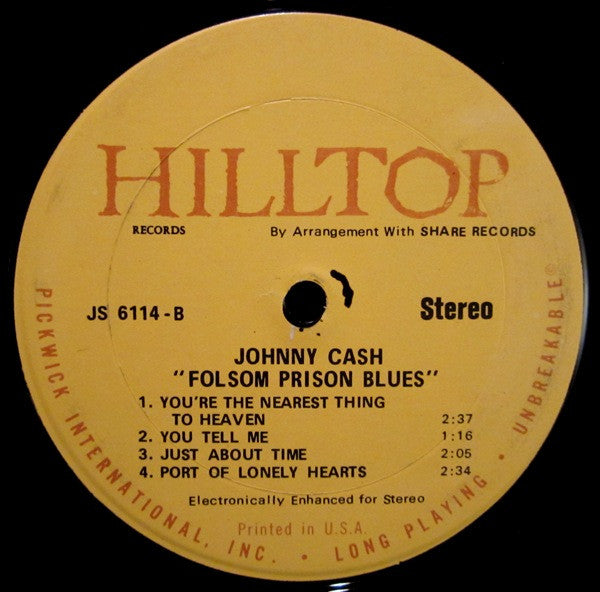 HILLTOP
RECORDS
By Arrangement With SHARE RECORDS
JS 6114-B
Stereo
JOHNNY CASH
"FOLSOM PRISON BLUES"
1. YOU'RE THE NEAREST THING
TO HEAVEN 2:37
2. YOU TELL ME 1:16
3. JUST ABOUT TIME 2:05
4. PORT OF LONELY HEARTS 2:34
Electronically Enhanced for Stereo
Printed in U.S.A.
PICKWICK INTERNATIONAL, INC. • LONG PLAYING • UNBREAKABLE®